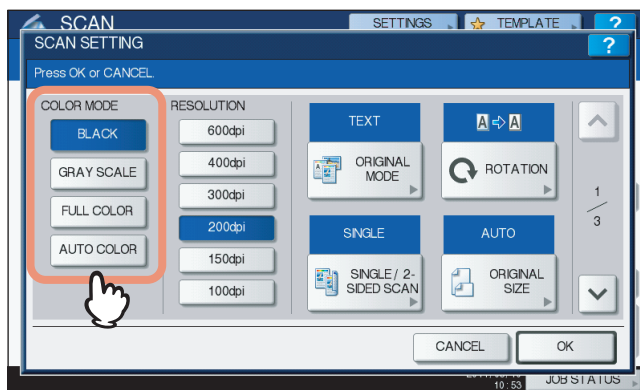 SCAN
SETTINGS
TEMPLATE
?
SCAN SETTING
?
Press OK or CANCEL.
COLOR MODE
BLACK
GRAY SCALE
FULL COLOR
AUTO COLOR
RESOLUTION
600dpi
400dpi
300dpi
200dpi
150dpi
100dpi
TEXT
ORIGINAL
MODE
A ⇨ A
ROTATION
SINGLE
SINGLE / 2-
SIDED SCAN
AUTO
ORIGINAL
SIZE
1
/
3
CANCEL
OK
10:53
JOB STATUS